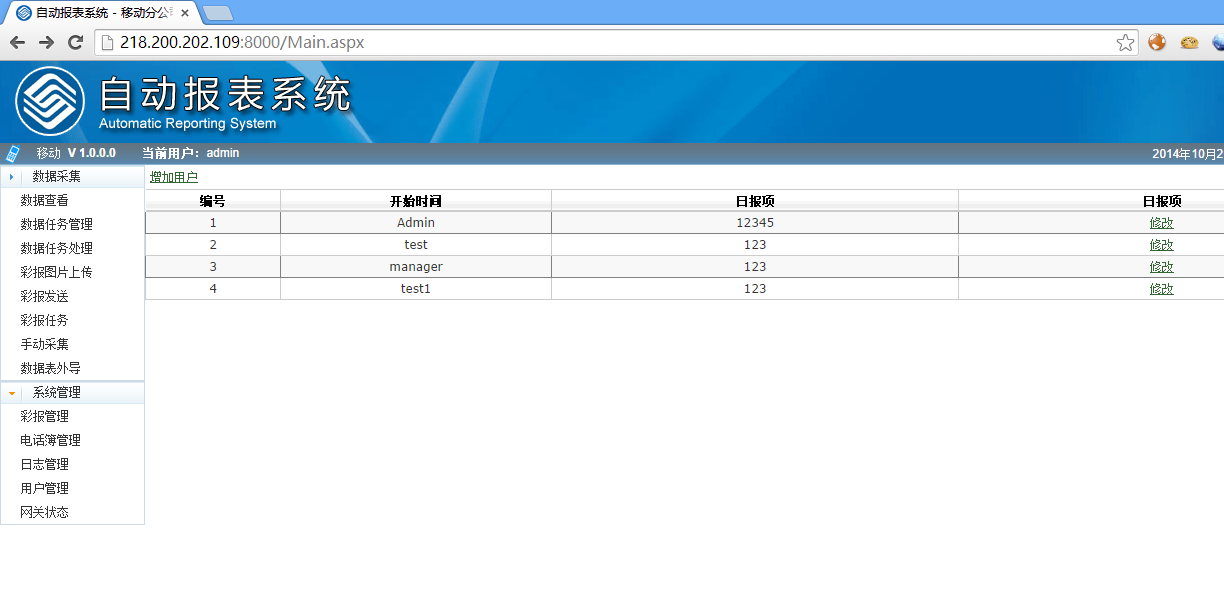 自动报表系统 - 移动分公
218.200.202.109:8000/Main.aspx
自动报表系统
Automatic Reporting System
移动 V 1.0.0.0 当前用户：admin 2014年10月2
数据采集
数据查看
数据任务管理
数据任务处理
彩报图片上传
彩报发送
彩报任务
手动采集
数据表外导
系统管理
彩报管理
电话簿管理
日志管理
用户管理
网关状态
增加用户
编号 开始时间 日报项 日报项
1 Admin 12345 修改
2 test 123 修改
3 manager 123 修改
4 test1 123 修改